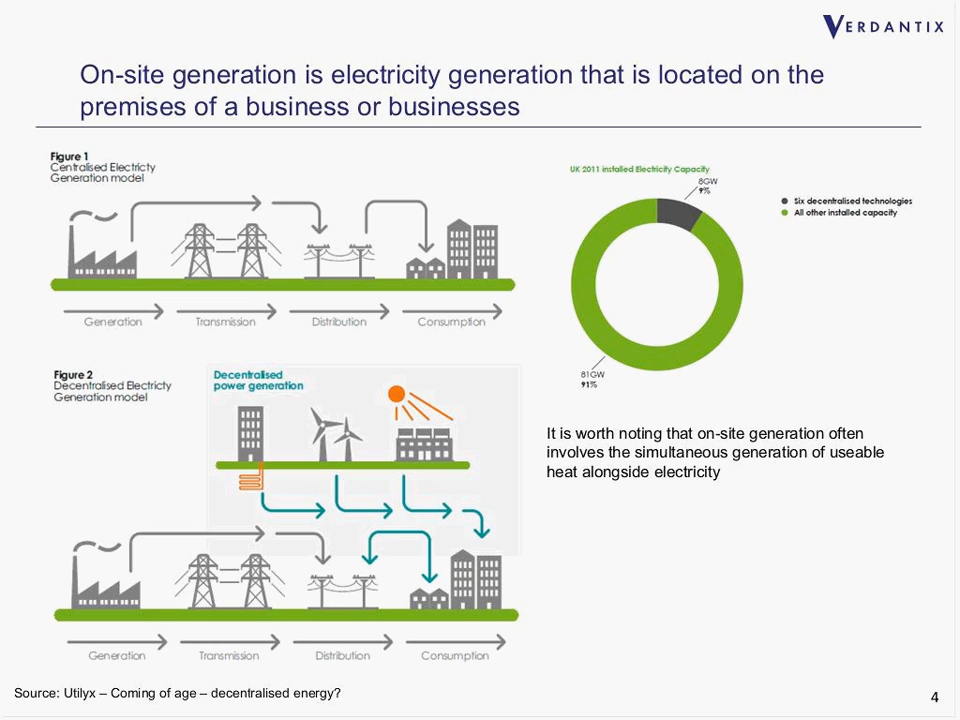 VERDANTIX
On-site generation is electricity generation that is located on the
premises of a business or businesses
Figure 1
Centralised Electricty
Generation model
Generation
Transmission
Distribution
Consumption
UK 2011 installed Electricity Capacity
8GW
9%
Six decentralised technologies
All other installed capacity
81GW
91%
Figure 2
Decentralised Electricty
Generation model
Decentralised
power generation
Generation
Transmission
Distribution
Consumption
It is worth noting that on-site generation often
involves the simultaneous generation of useable
heat alongside electricity
Source: Utilyx – Coming of age – decentralised energy?
4